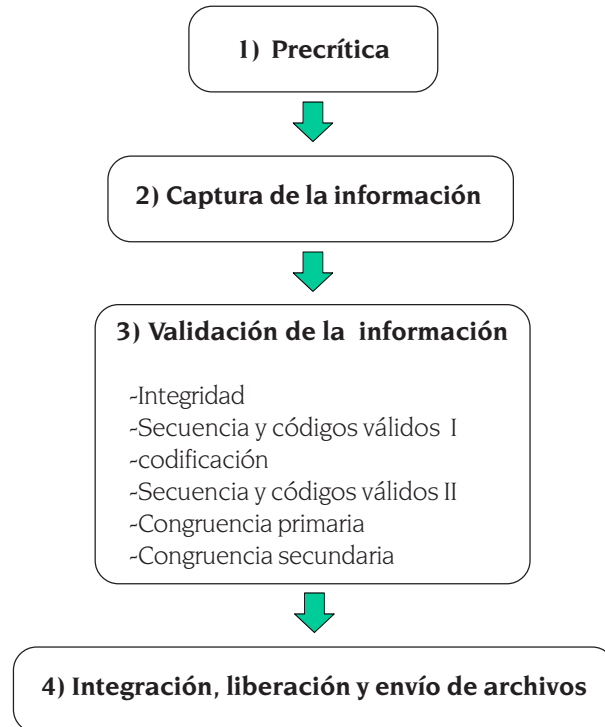 1) Precrítica
2) Captura de la información
3) Validación de la información
-Integridad
-Secuencia y códigos válidos I
-codificación
-Secuencia y códigos válidos II
-Congruencia primaria
-Congruencia secundaria
4) Integración, liberación y envío de archivos